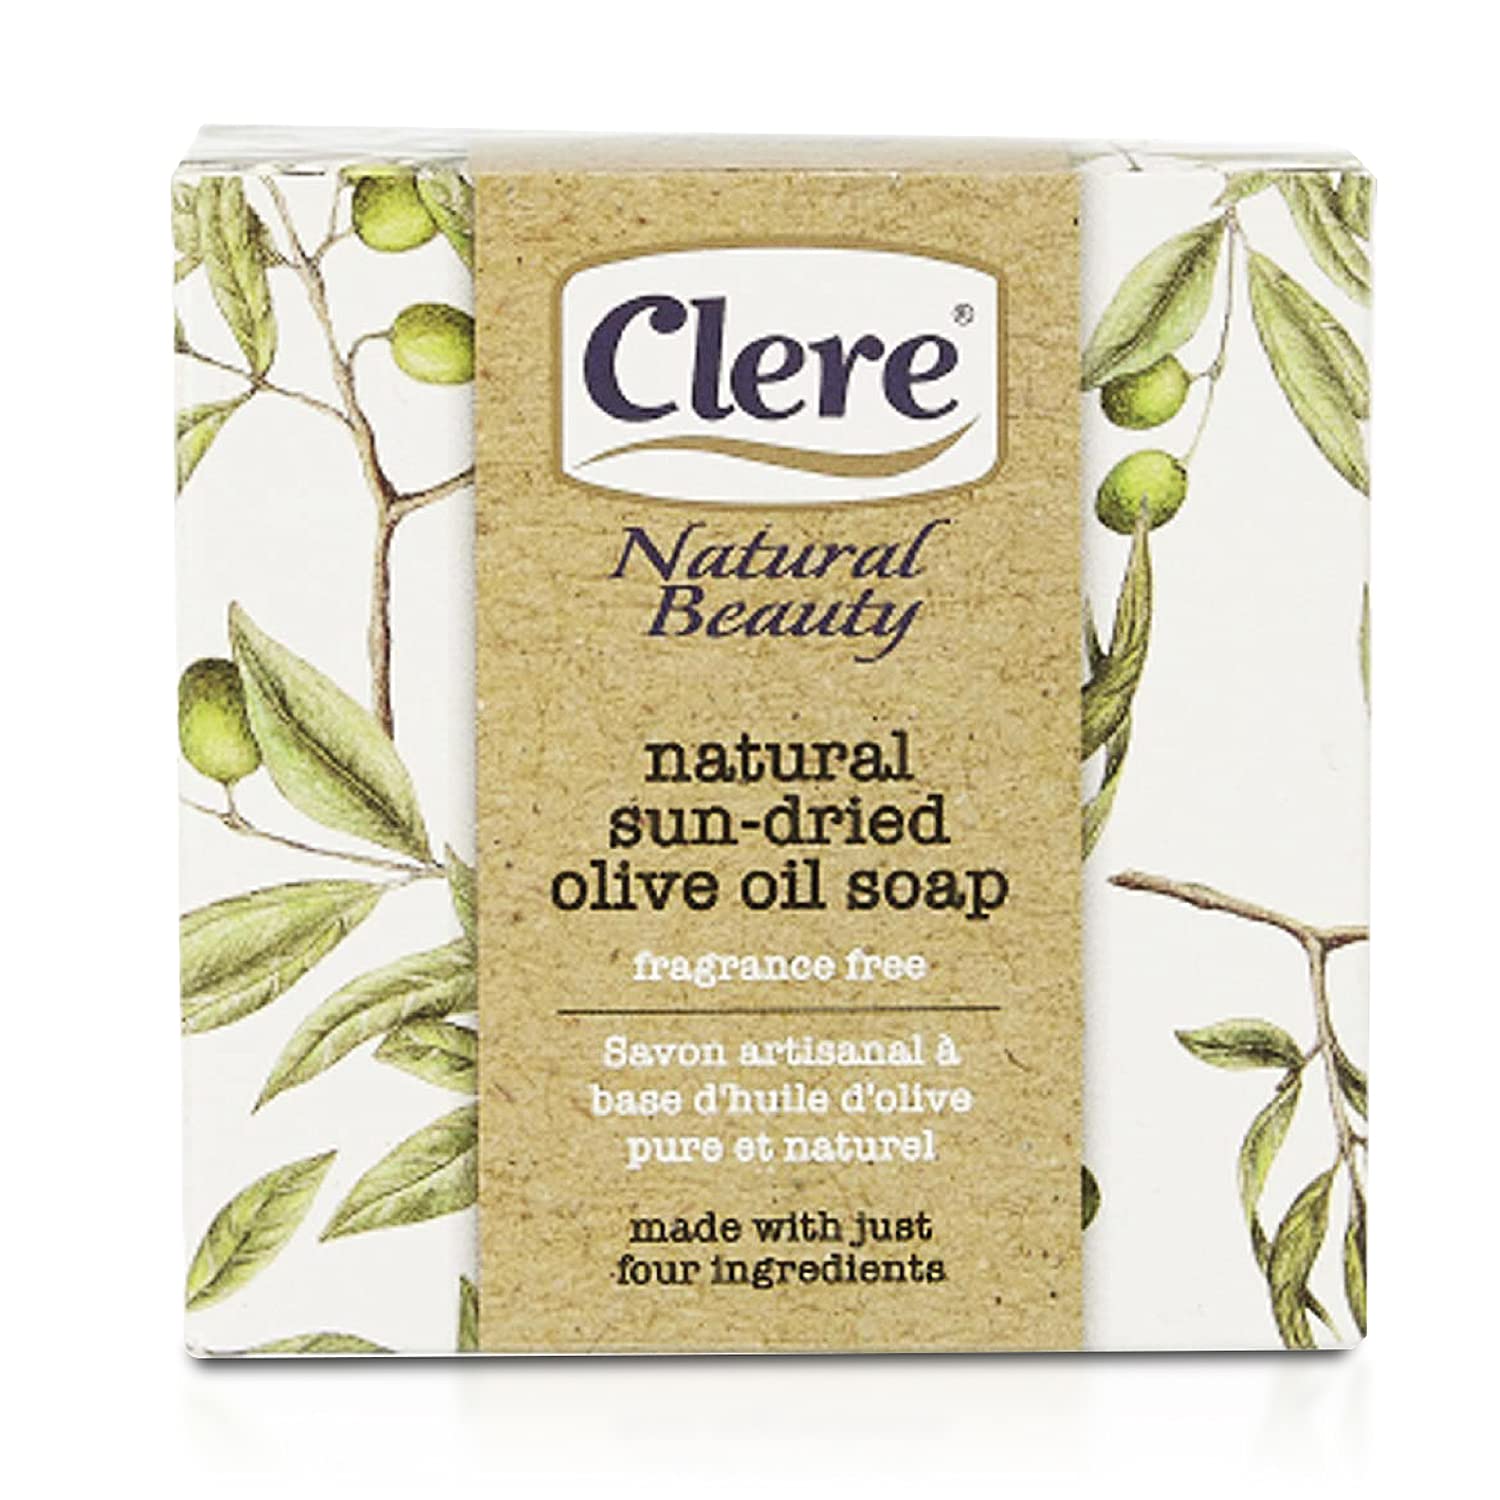 Clere®
Natural
Beauty
natural
sun-dried
olive oil soap
fragrance free
Savon artisanal à
base d'huile d'olive
pure et naturel
made with just
four ingredients